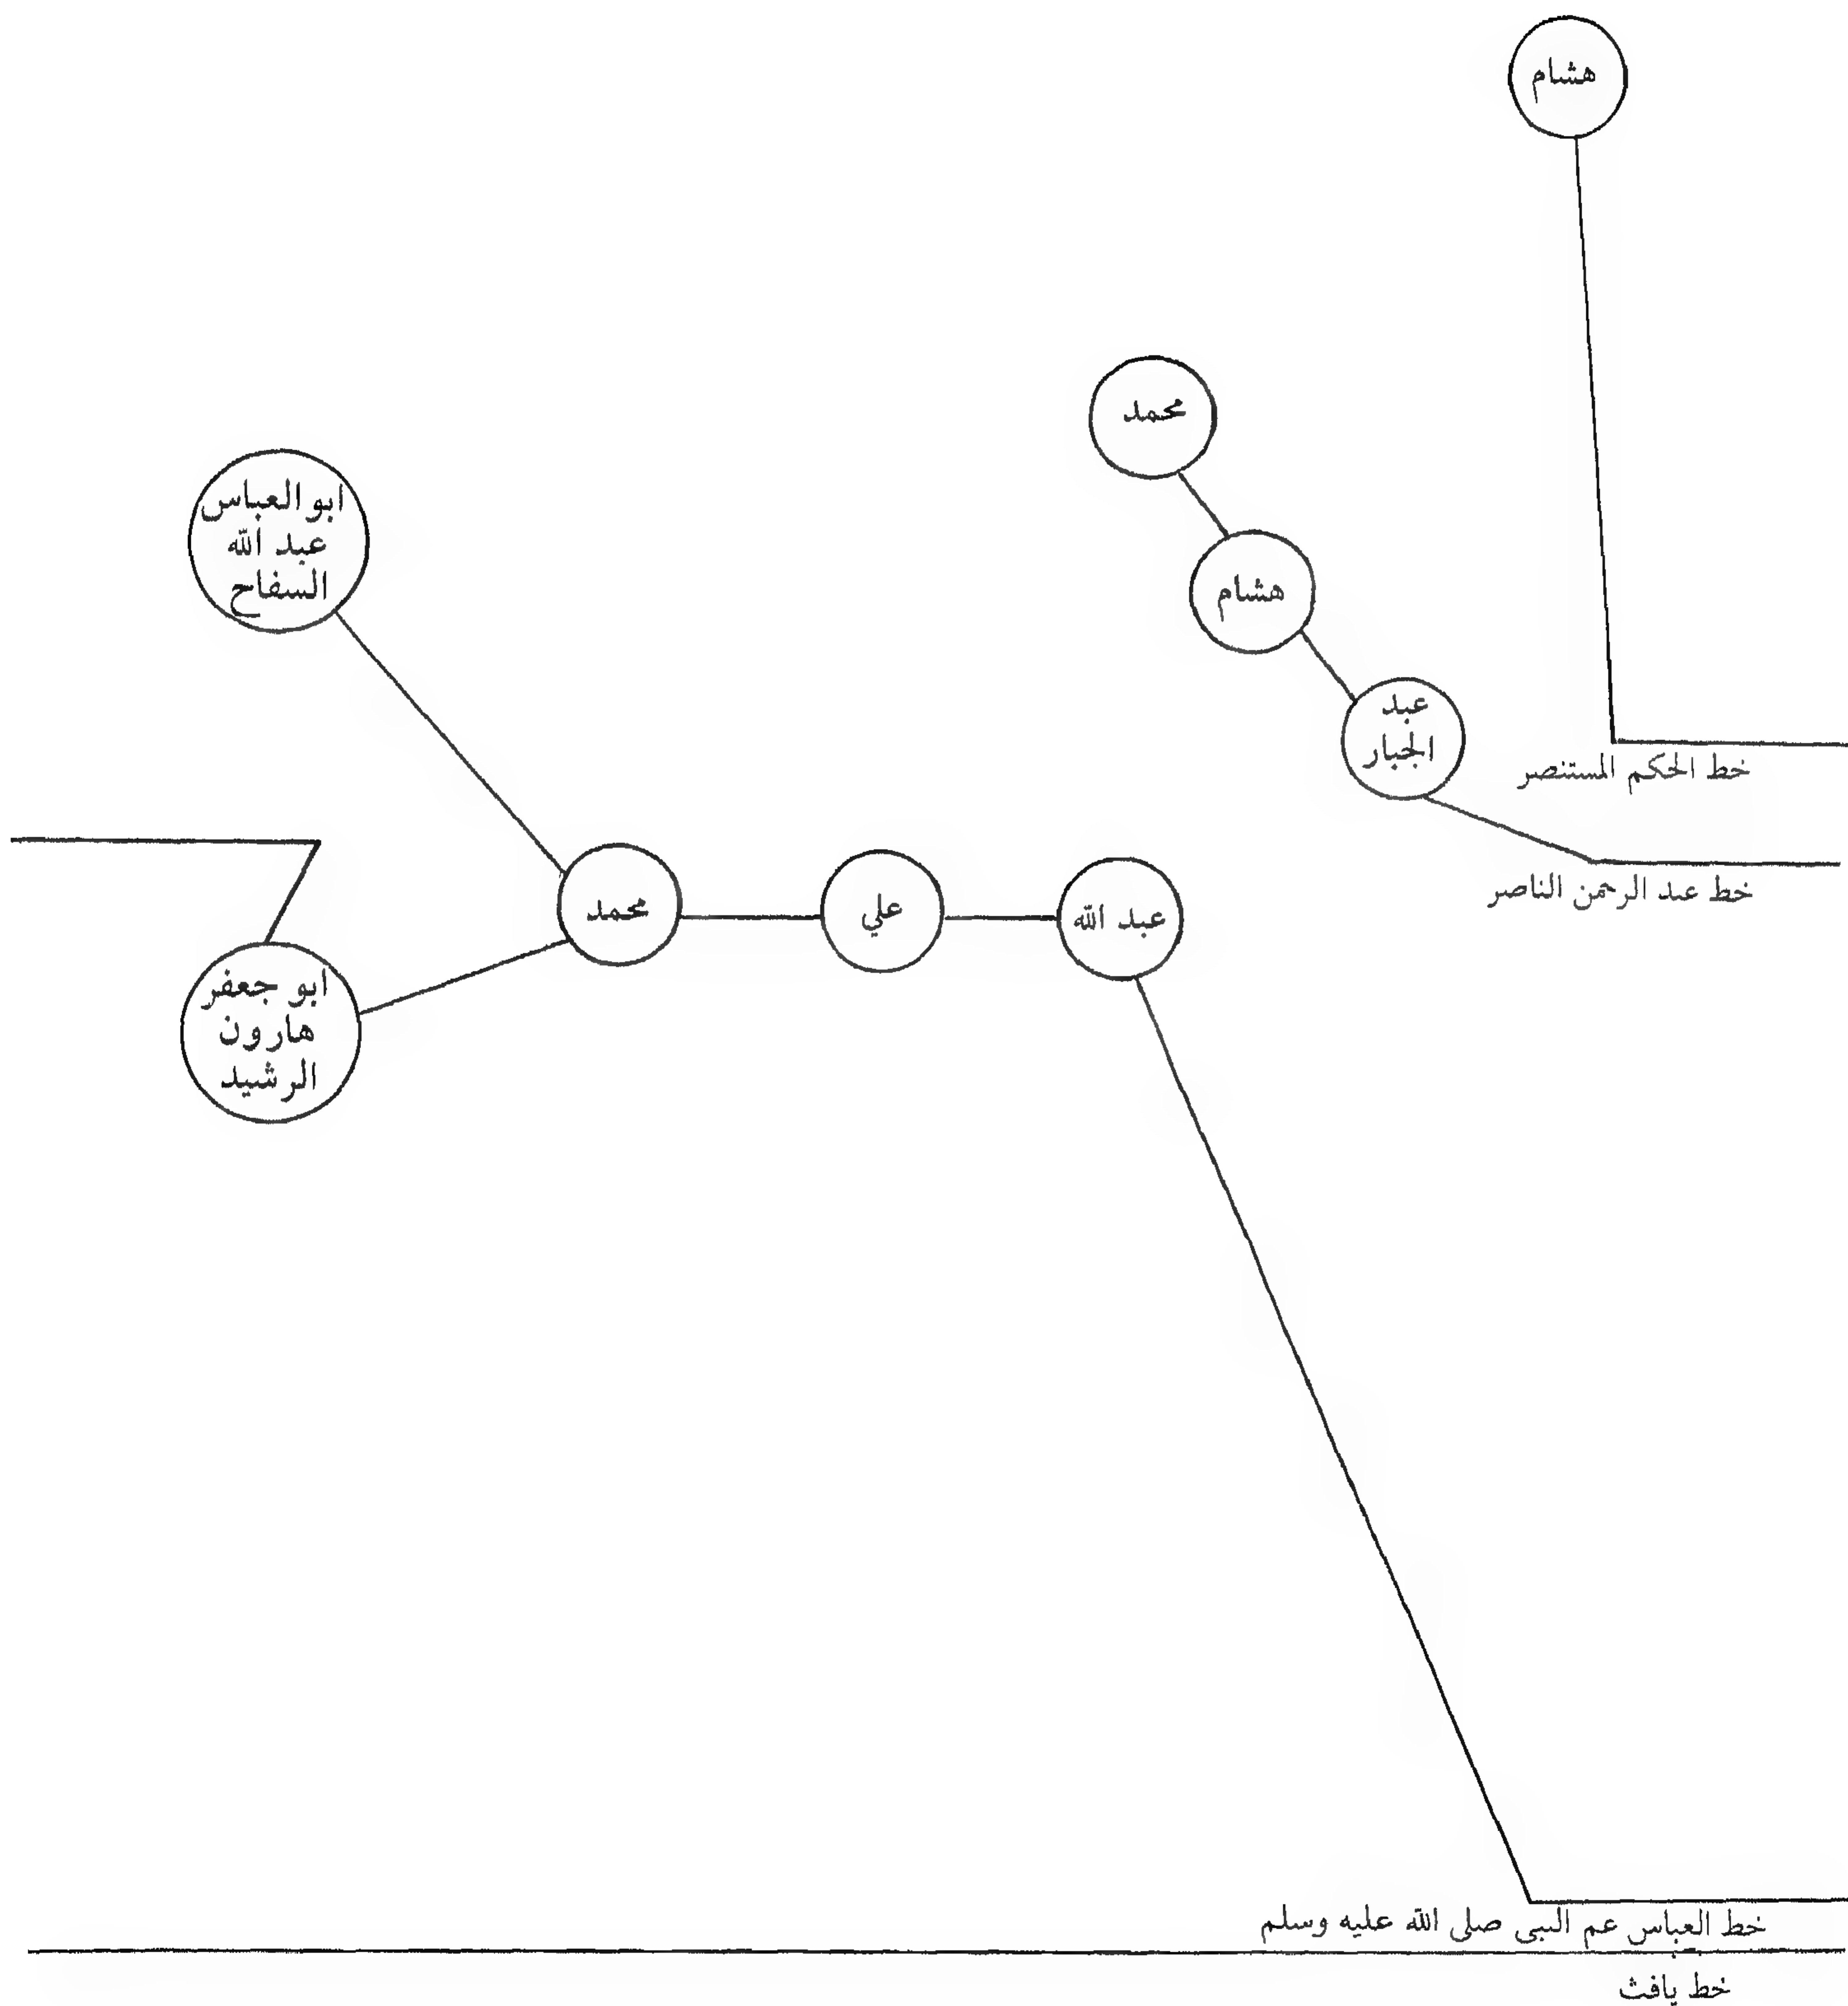 هشام
محمد
هشام
عبد
الجبار
خط الحكم المستنصر
خط عبد الرحمن الناصر
ابو العباس
عبد الله
السفاح
عبد الله
علي
محمد
ابو جعفر
هارون
الرشيد
خط العباس عم النبي صلى الله عليه وسلم
خط يافث